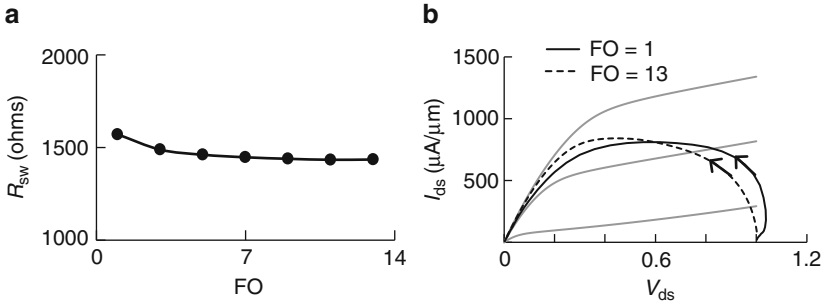 a
2000
1500
1000
R_sw (ohms)
0
7
14
FO
b
FO = 1
FO = 13
1500
1000
500
I_ds (μA/μm)
0
0.6
1.2
V_ds